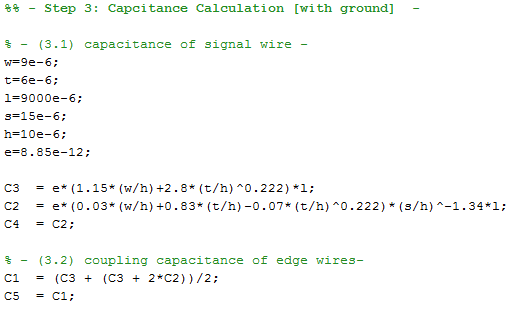 %% - Step 3: Capcitance Calculation [with ground]  -
% - (3.1) capacitance of signal wire -
w=9e-6;
t=6e-6;
l=9000e-6;
s=15e-6;
h=10e-6;
e=8.85e-12;
C3  = e*(1.15*(w/h)+2.8*(t/h)^0.222)*l;
C2  = e*(0.03*(w/h)+0.83*(t/h)-0.07*(t/h)^0.222)*(s/h)^-1.34*l;
C4  = C2;
% - (3.2) coupling capacitance of edge wires-
C1  = (C3 + (C3 + 2*C2))/2;
C5  = C1;